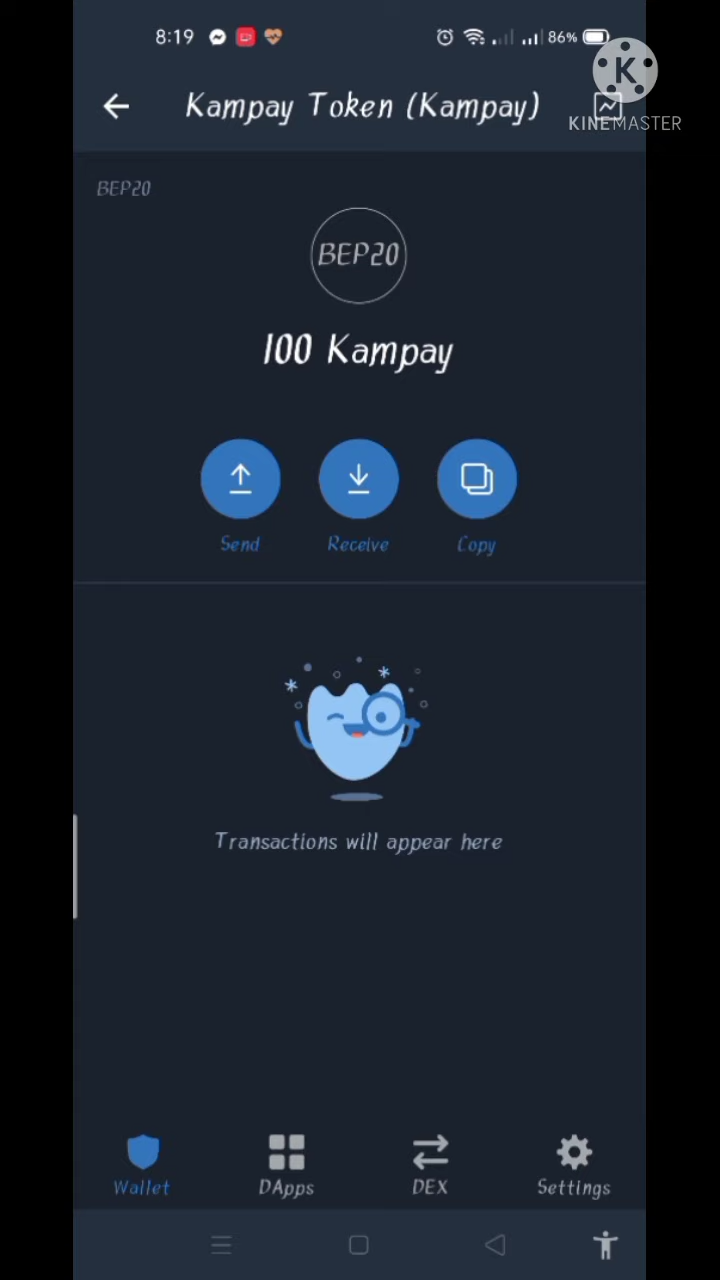 8:19
86%
K
KINEMASTER
Kampay Token (Kampay)
BEP20
BEP20
100 Kampay
Send Receive Copy
Transactions will appear here
Wallet DApps DEX Settings